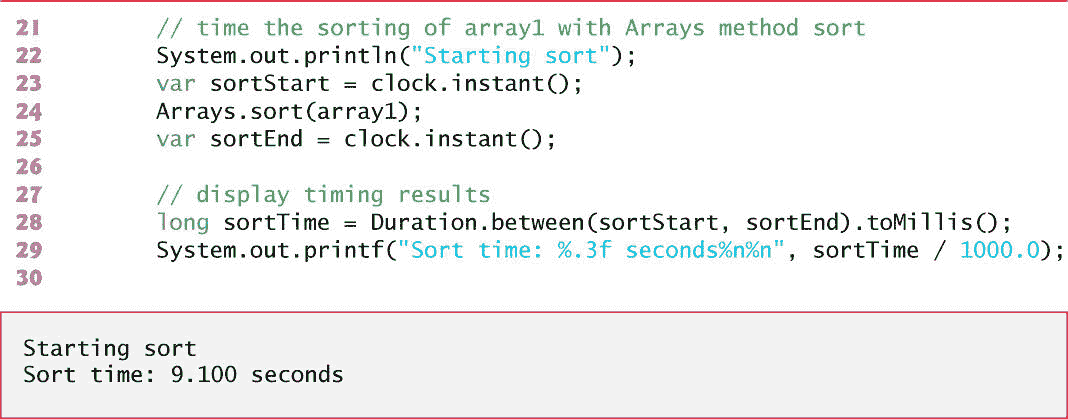 21 // time the sorting of array1 with Arrays method sort
22 System.out.println("Starting sort");
23 var sortStart = clock.instant();
24 Arrays.sort(array1);
25 var sortEnd = clock.instant();
26
27 // display timing results
28 long sortTime = Duration.between(sortStart, sortEnd).toMillis();
29 System.out.printf("Sort time: %.3f seconds%n%n", sortTime / 1000.0);
30
Starting sort
Sort time: 9.100 seconds